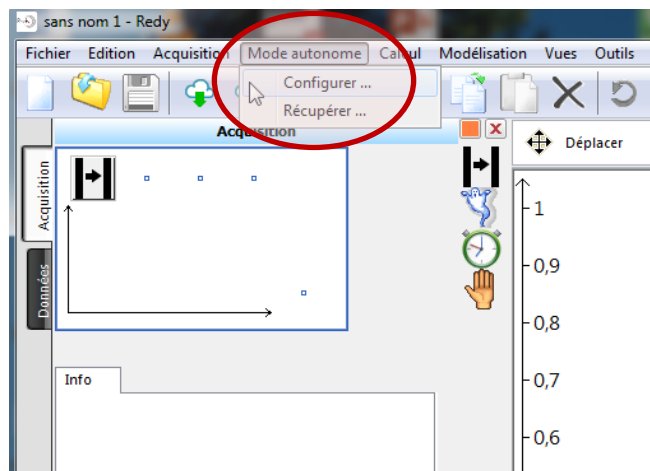 sans nom 1 - Redy
Fichier Edition Acquisition Mode autonome Calcul Modélisation Vues Outils
Configurer ...
Récupérer ...
Acquisition
Déplacer
Acquisition
Données
1
0,9
0,8
0,7
0,6
Info